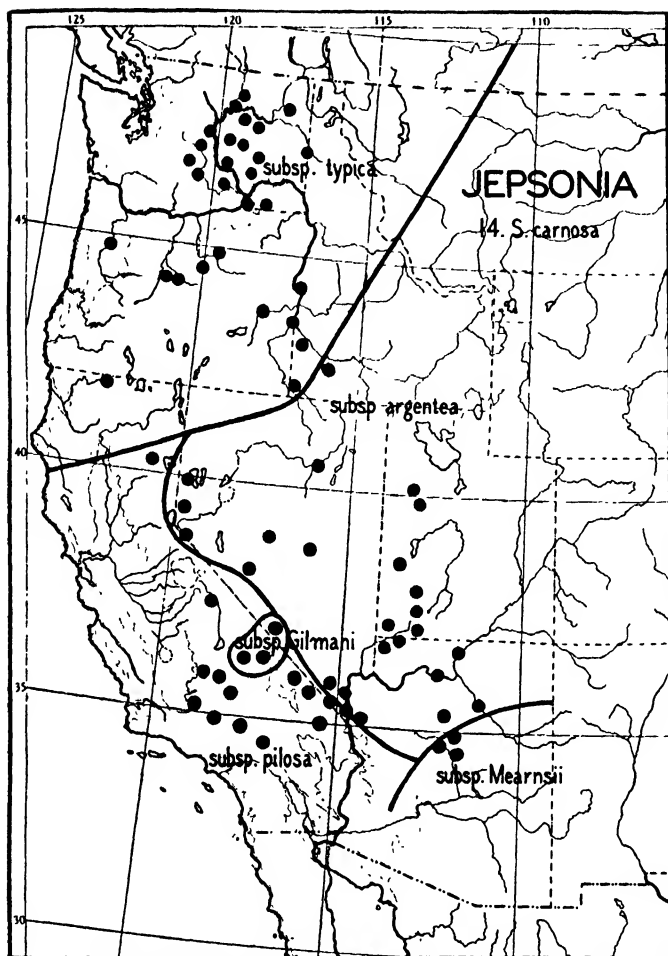 125
120
115
110
subsp. typica
JEPSONIA
14. S. carnosa
45
subsp argentea
40
subsp. Gilmani
35
subsp. pilosa
subsp. Mearnsii
30